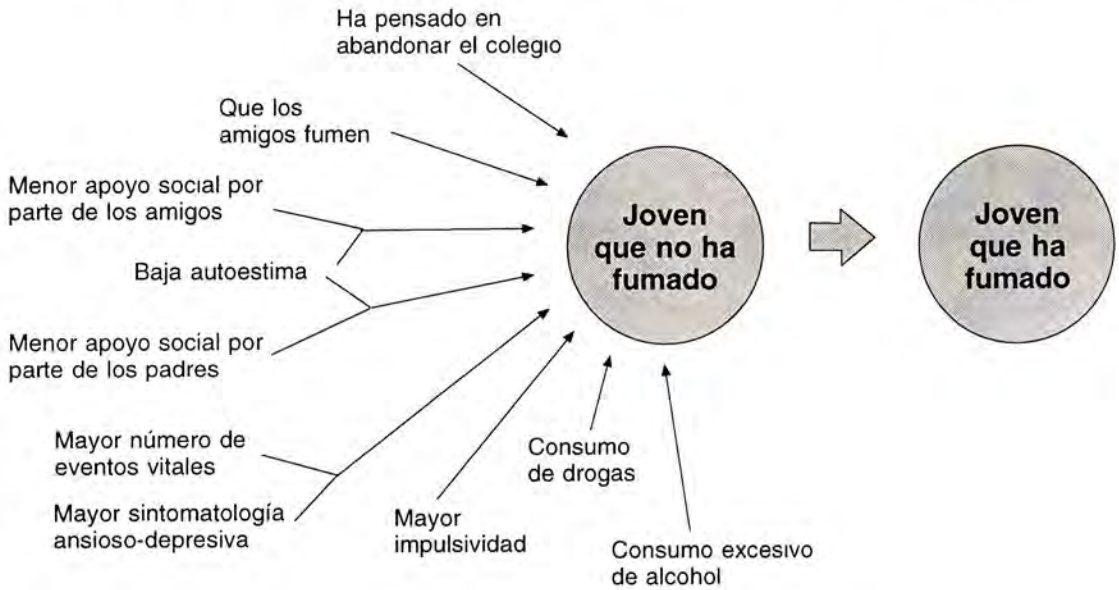 Ha pensado en
abandonar el colegio
Que los
amigos fumen
Menor apoyo social por
parte de los amigos
Baja autoestima
Menor apoyo social por
parte de los padres
Mayor número de
eventos vitales
Mayor sintomatología
ansioso-depresiva
Mayor
impulsividad
Consumo
de drogas
Consumo excesivo
de alcohol
Joven
que no ha
fumado
Joven
que ha
fumado